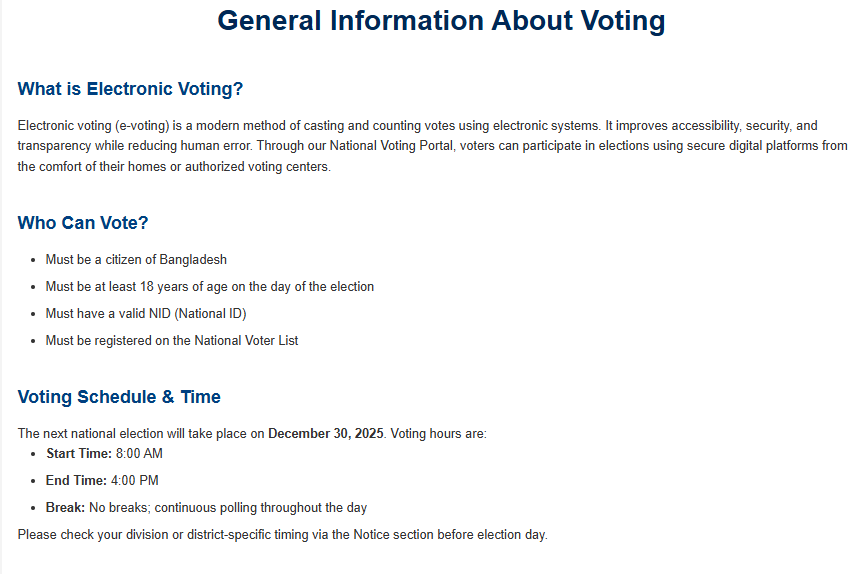 General Information About Voting
What is Electronic Voting?
Electronic voting (e-voting) is a modern method of casting and counting votes using electronic systems. It improves accessibility, security, and
transparency while reducing human error. Through our National Voting Portal, voters can participate in elections using secure digital platforms from
the comfort of their homes or authorized voting centers.
Who Can Vote?
• Must be a citizen of Bangladesh
• Must be at least 18 years of age on the day of the election
• Must have a valid NID (National ID)
• Must be registered on the National Voter List
Voting Schedule & Time
The next national election will take place on December 30, 2025. Voting hours are:
• Start Time: 8:00 AM
• End Time: 4:00 PM
• Break: No breaks; continuous polling throughout the day
Please check your division or district-specific timing via the Notice section before election day.